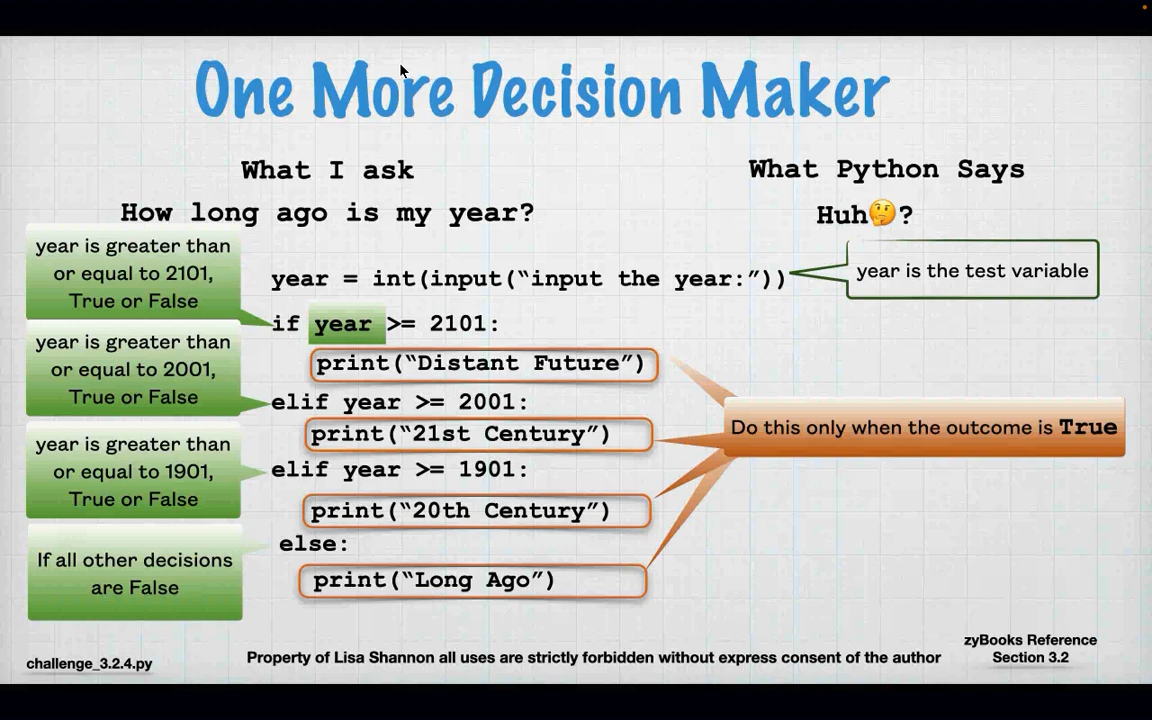 One More Decision Maker
What I ask
What Python Says
How long ago is my year?
Huh🤔?
year is greater than
or equal to 2101,
True or False
year = int(input(“input the year:”))
year is the test variable
if year >= 2101:
print(“Distant Future”)
year is greater than
or equal to 2001,
True or False
elif year >= 2001:
print(“21st Century”)
Do this only when the outcome is True
year is greater than
or equal to 1901,
True or False
elif year >= 1901:
print(“20th Century”)
If all other decisions
are False
else:
print(“Long Ago”)
challenge_3.2.4.py
Property of Lisa Shannon all uses are strictly forbidden without express consent of the author
zyBooks Reference
Section 3.2